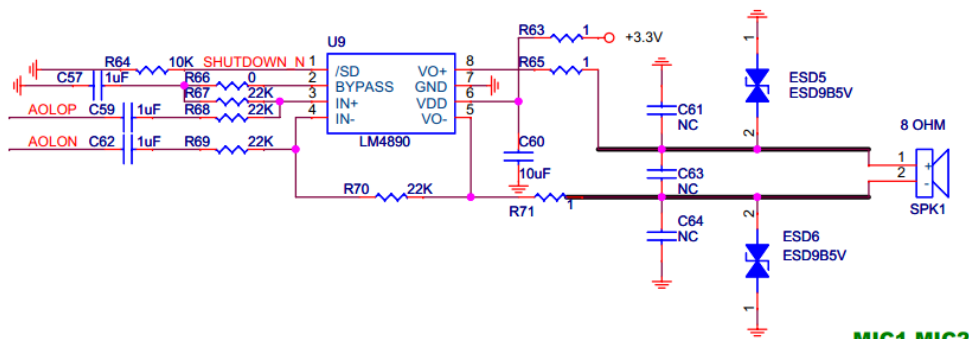 R63 1 +3.3V
U9
R64 10K SHUTDOWN_N 1 /SD VO+ 8 R65 1
C57 1uF R66 0 2 BYPASS GND 7
R67 22K 3 IN+ VDD 6
AOLOP C59 1uF R68 22K 4 IN- VO- 5
LM4890
AOLON C62 1uF R69 22K
C60
10uF
R70 22K
R71 1
C61
NC
C63
NC
C64
NC
1
ESD5
ESD9B5V
2
2
ESD6
ESD9B5V
1
8 OHM
1 +
2 -
SPK1
MIC1 MIC2